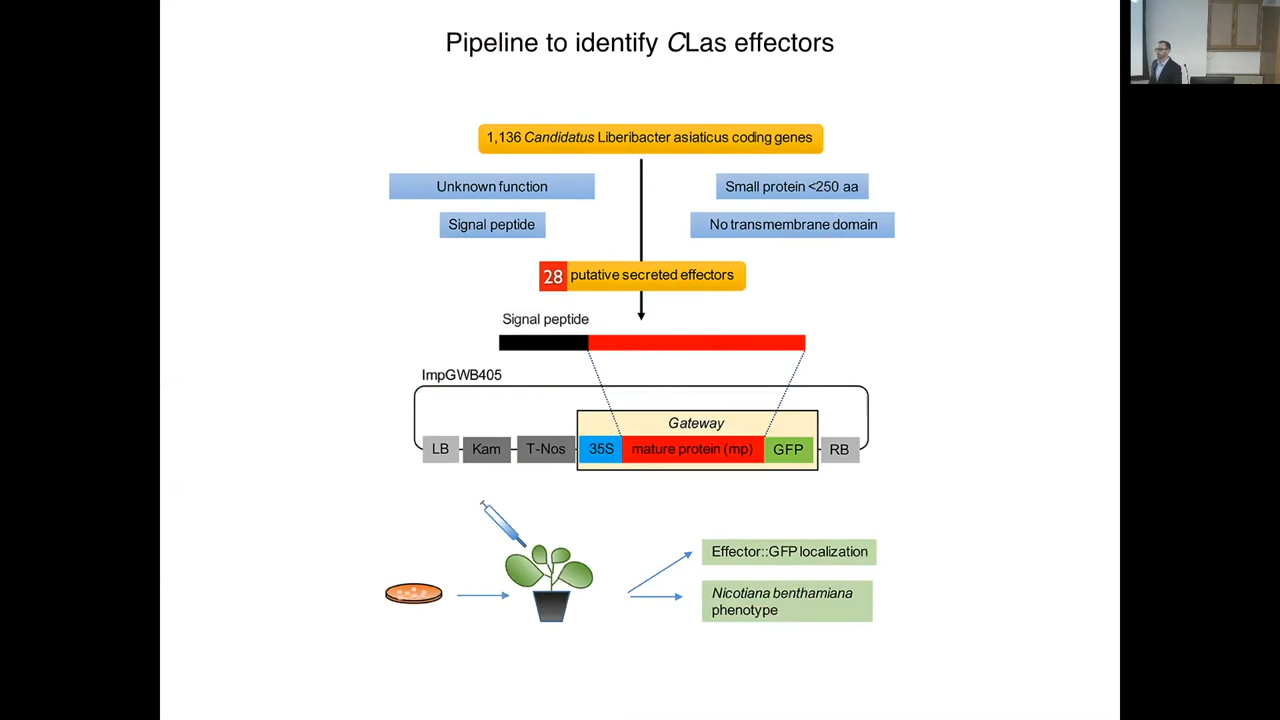 Pipeline to identify CLas effectors
1,136 Candidatus Liberibacter asiaticus coding genes
Unknown function
Small protein <250 aa
Signal peptide
No transmembrane domain
28 putative secreted effectors
Signal peptide
ImpGWB405
Gateway
LB Kam T-Nos 35S mature protein (mp) GFP RB
Effector::GFP localization
Nicotiana benthamiana
phenotype